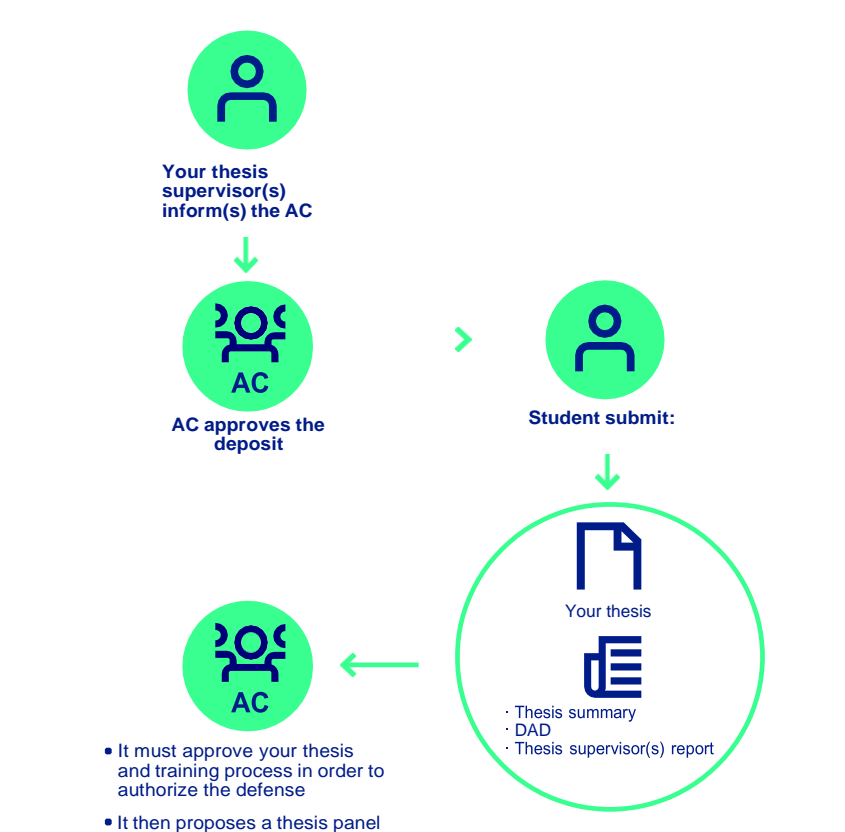 Your thesis
supervisor(s)
inform(s) the AC
AC
AC approves the
deposit
Student submit:
Your thesis
· Thesis summary
· DAD
· Thesis supervisor(s) report
AC
• It must approve your thesis
and training process in order to
authorize the defense
• It then proposes a thesis panel